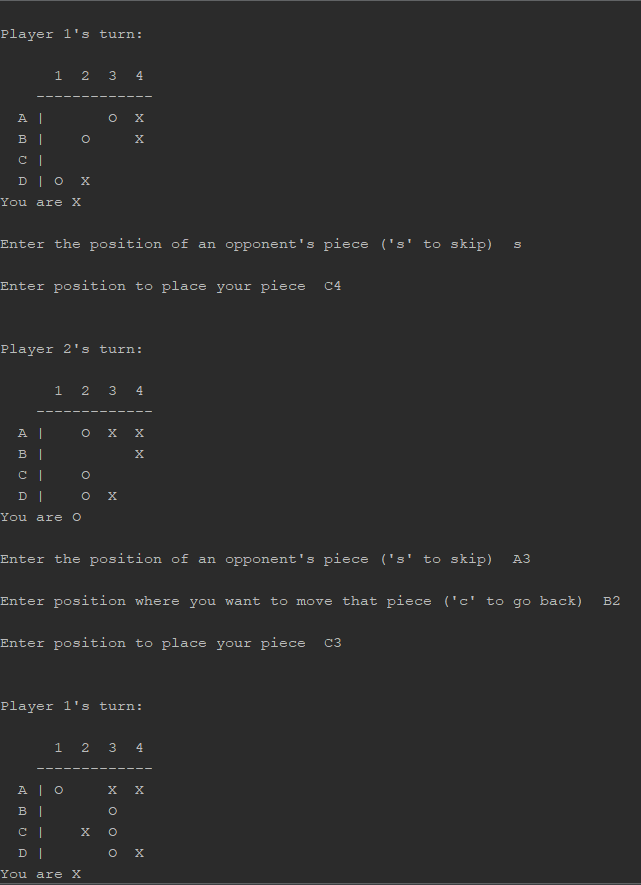 Player 1's turn:
      1  2  3  4
    -------------
  A |       O  X
  B |    O     X
  C |
  D | O  X
You are X
Enter the position of an opponent's piece ('s' to skip)  s
Enter position to place your piece  C4
Player 2's turn:
      1  2  3  4
    -------------
  A |    O  X  X
  B |          X
  C |    O
  D |    O  X
You are O
Enter the position of an opponent's piece ('s' to skip)  A3
Enter position where you want to move that piece ('c' to go back)  B2
Enter position to place your piece  C3
Player 1's turn:
      1  2  3  4
    -------------
  A | O     X  X
  B |       O
  C |    X  O
  D |       O  X
You are X